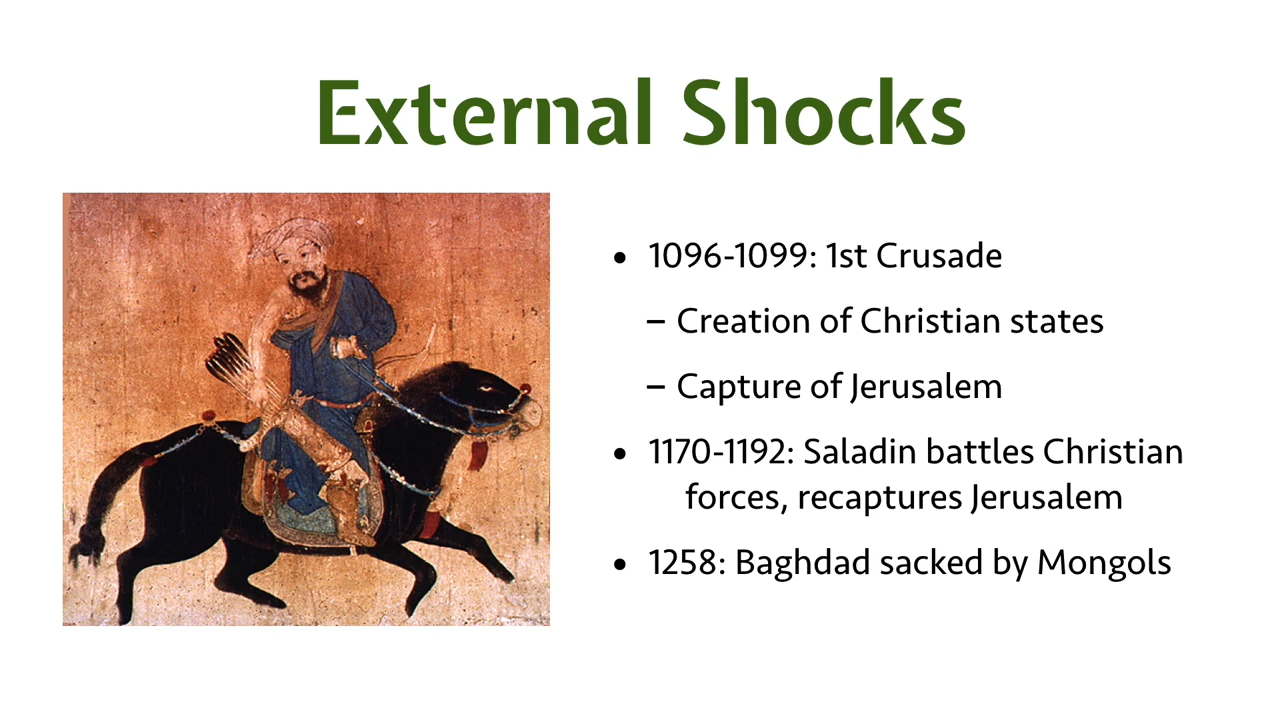 External Shocks
• 1096-1099: 1st Crusade
– Creation of Christian states
– Capture of Jerusalem
• 1170-1192: Saladin battles Christian
forces, recaptures Jerusalem
• 1258: Baghdad sacked by Mongols